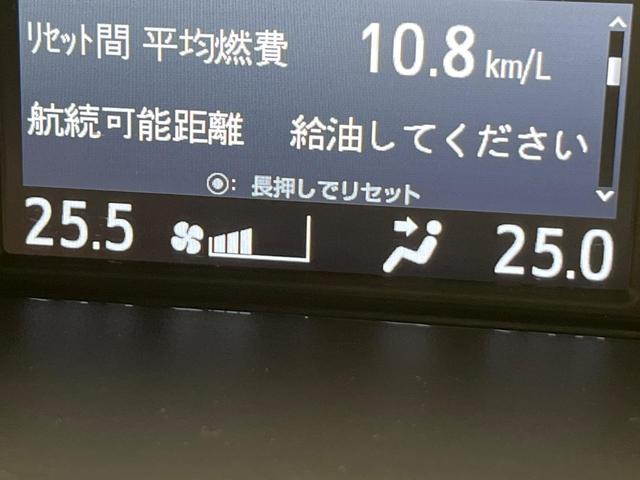 リセット間 平均燃費 10.8 km/L
航続可能距離 給油してください
⦿: 長押しでリセット
25.5 25.0